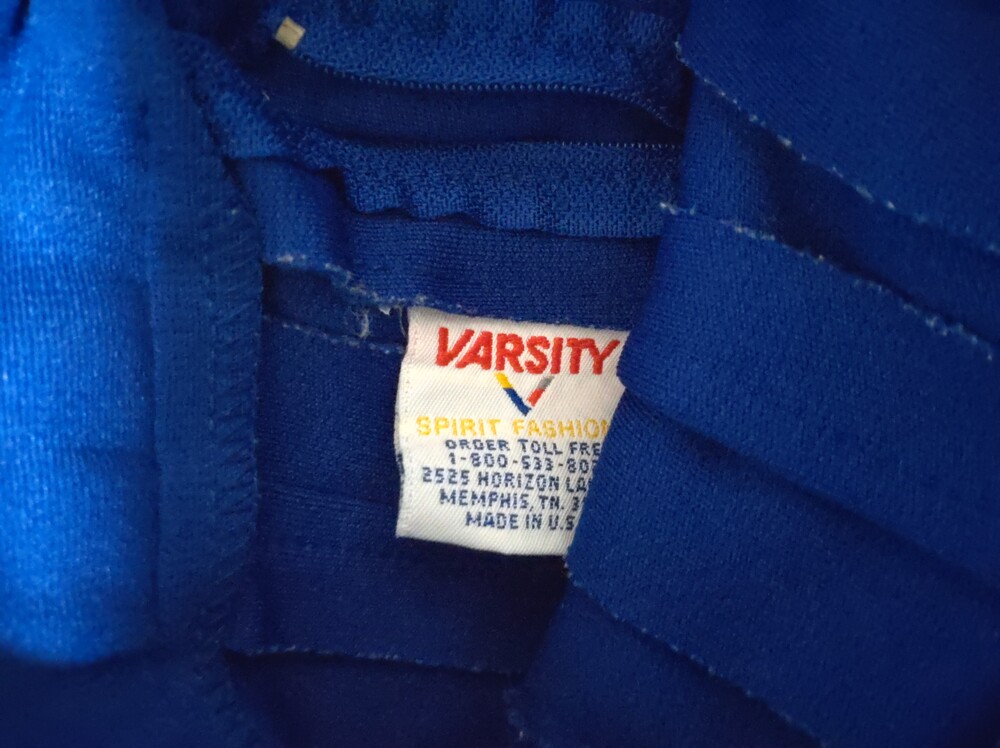 VARSITY
SPIRIT FASHION
ORDER TOLL FRE
1-800-533-80
2525 HORIZON LA
MEMPHIS, TN. 3
MADE IN U.S.